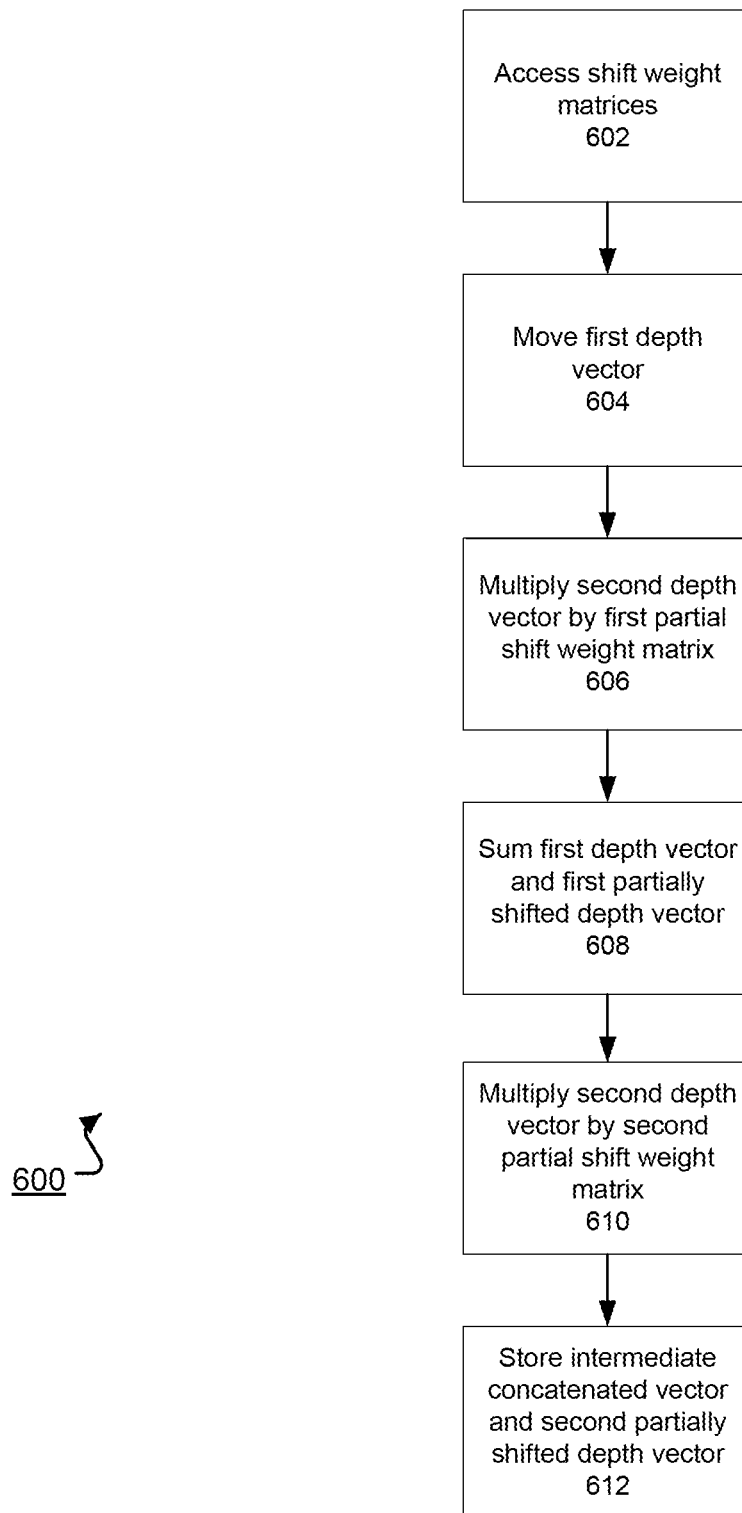 Access shift weight
matrices
602
Move first depth
vector
604
Multiply second depth
vector by first partial
shift weight matrix
606
Sum first depth vector
and first partially
shifted depth vector
608
Multiply second depth
vector by second
partial shift weight
matrix
610
600
Store intermediate
concatenated vector
and second partially
shifted depth vector
612